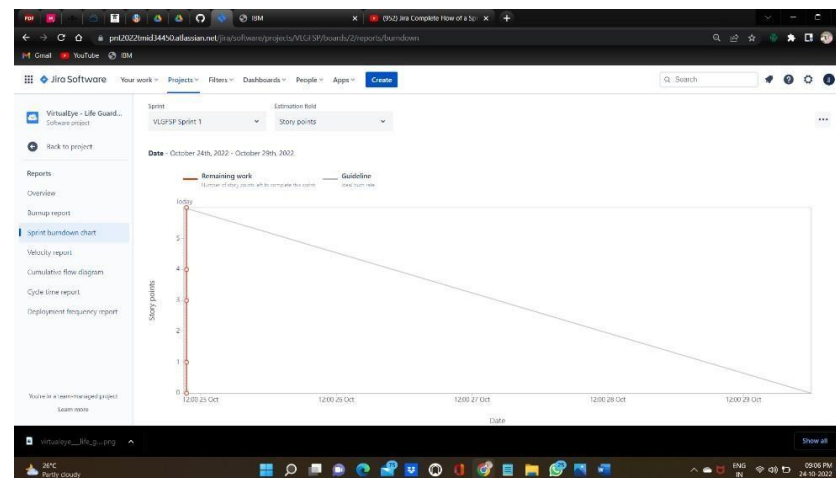 PDF
IBM
(952) Jira Complete Flow of a Spr
pnt2022tmid34450.atlassian.net/jira/software/projects/VLGFSP/boards/2/reports/burndown
Gmail YouTube IBM
Jira Software Your work Projects Filters Dashboards People Apps Create Search
VirtualEye - Life Guard...
Software project
Back to project
Reports
Overview
Burnup report
Sprint burndown chart
Velocity report
Cumulative flow diagram
Cycle time report
Deployment frequency report
You're in a team-managed project
Learn more
Sprint Estimation field
VLGFSP Sprint 1 Story points
Date - October 24th, 2022 - October 29th, 2022
Remaining work Guideline
Number of story points left to complete this sprint Ideal burn rate
Today
5
4
3
2
1
0
Story points
12:00 25 Oct 12:00 26 Oct 12:00 27 Oct 12:00 28 Oct 12:00 29 Oct
Date
virtualeye__life_g....png Show all
26°C
Partly cloudy
ENG
IN
09:06 PM
24-10-2022